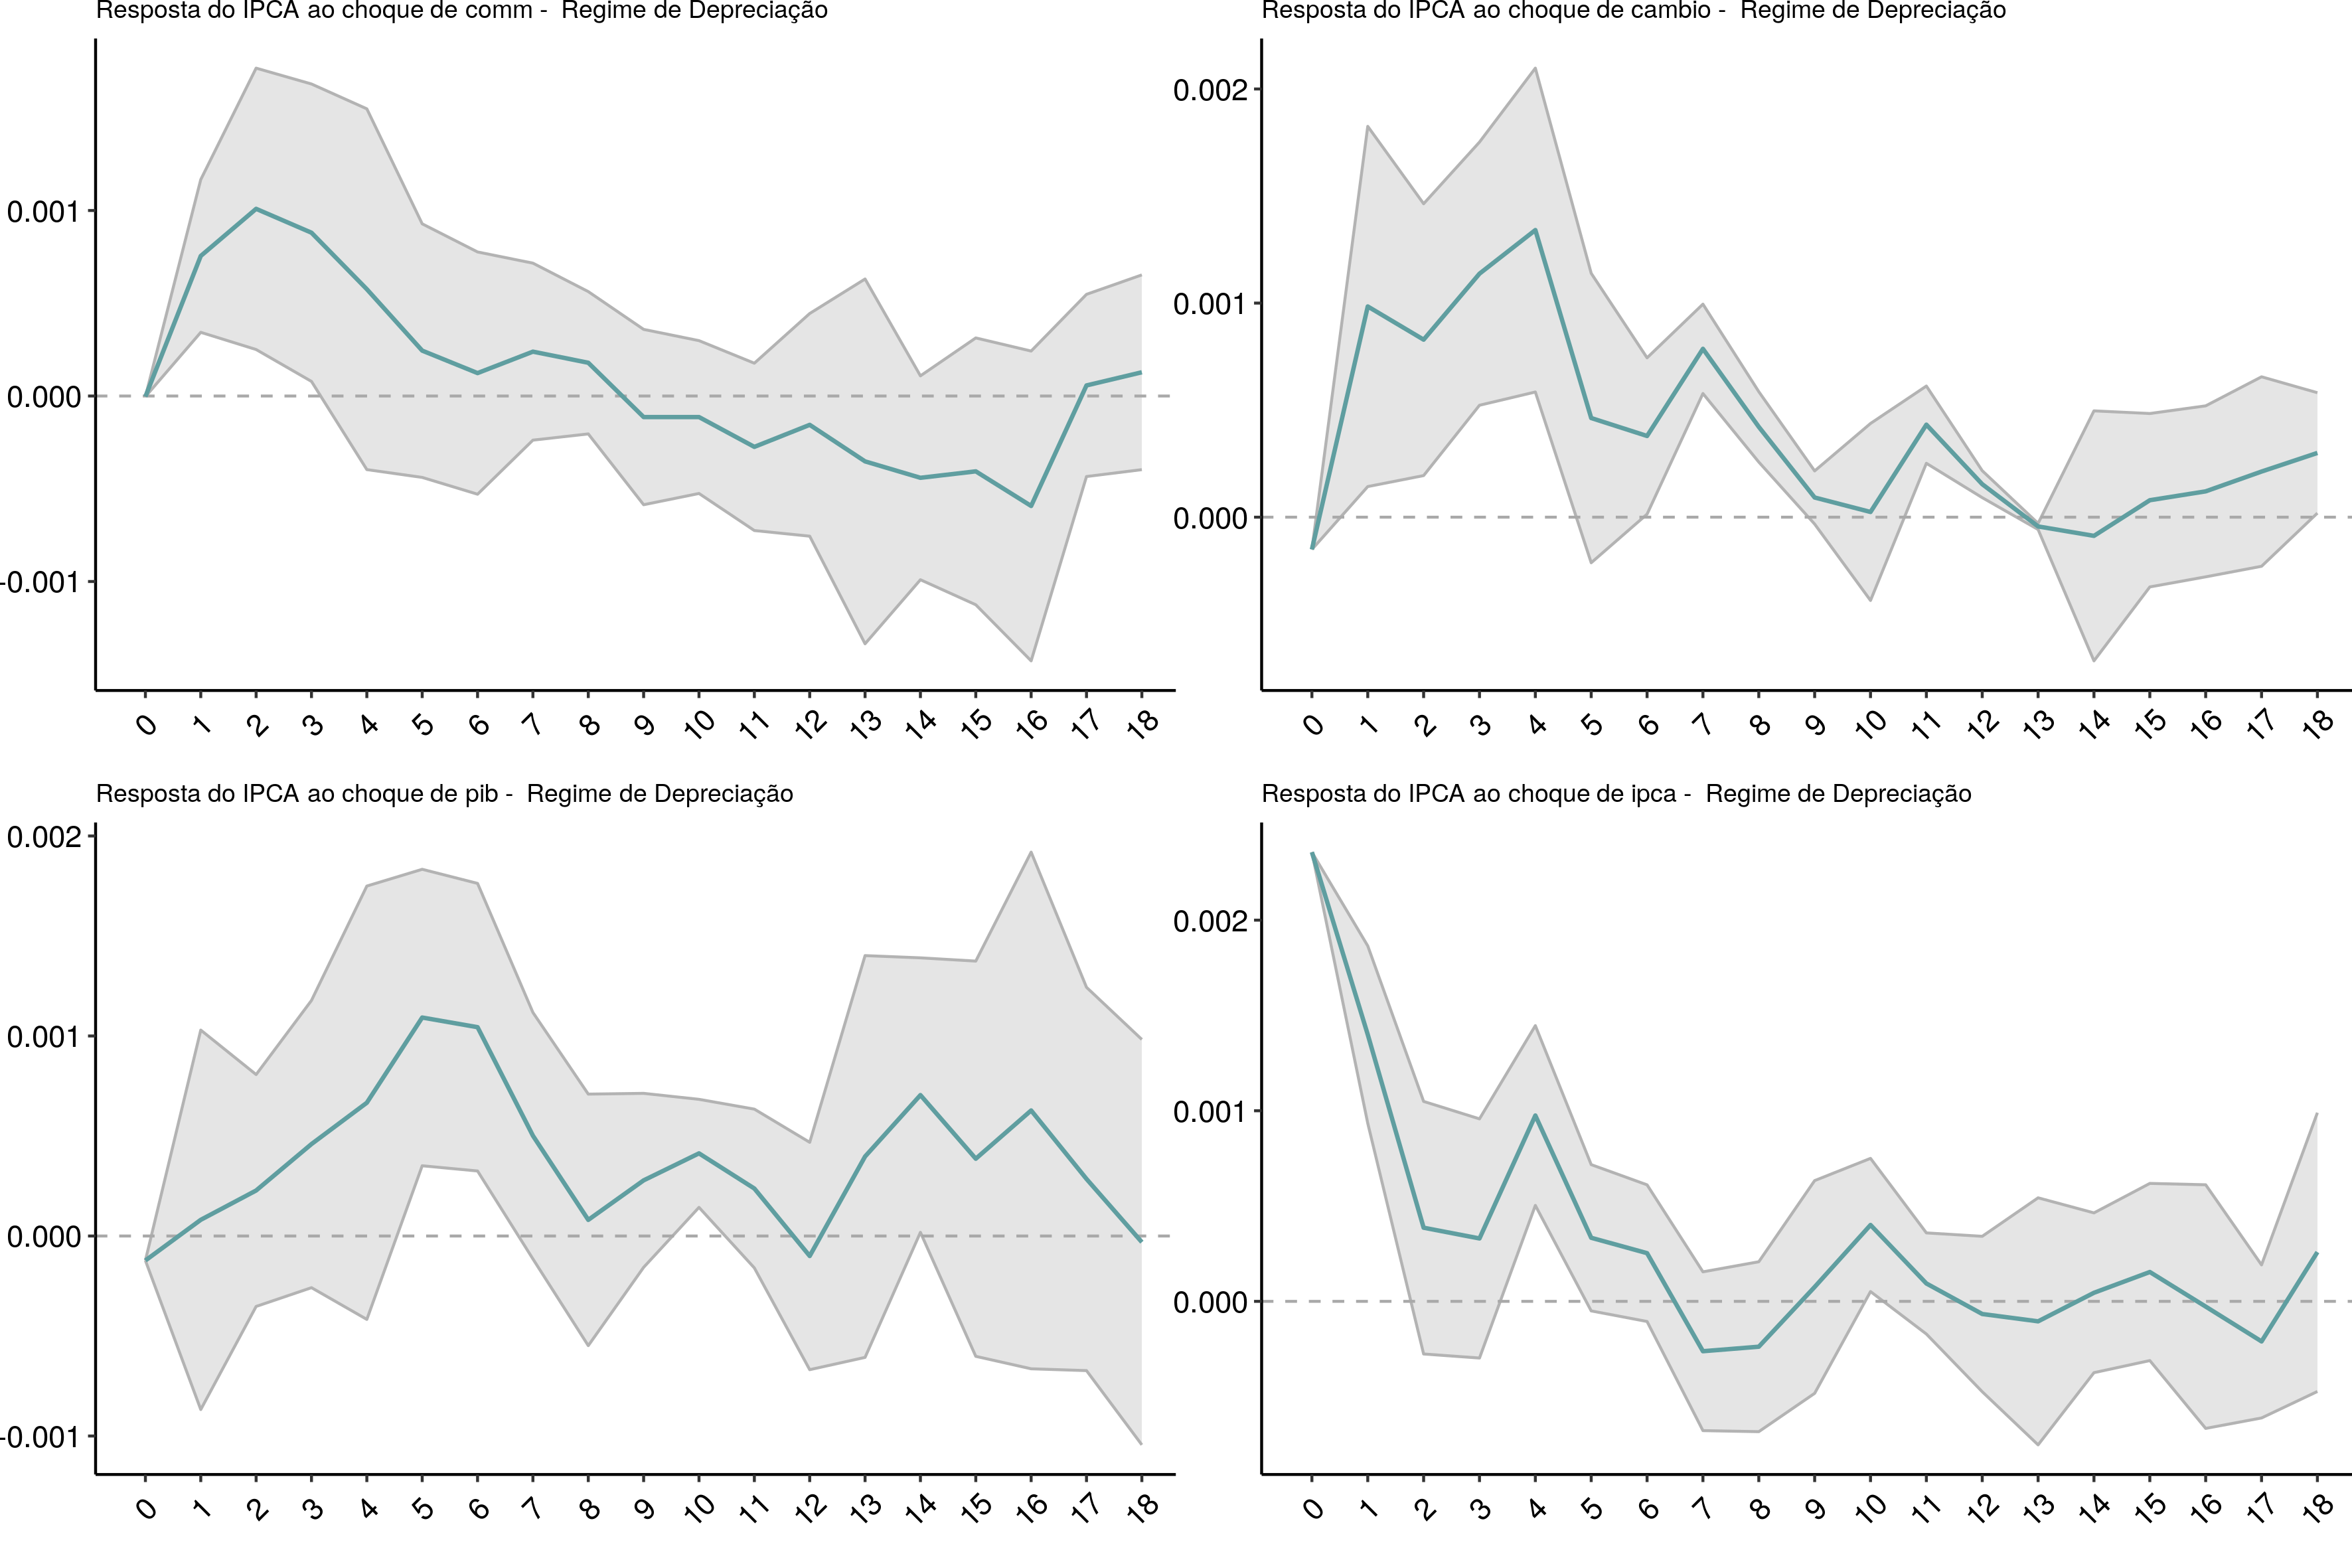 Resposta do IPCA ao choque de comm -  Regime de Depreciação
0.001
0.000
-0.001
0 1 2 3 4 5 6 7 8 9 10 11 12 13 14 15 16 17 18
Resposta do IPCA ao choque de cambio -  Regime de Depreciação
0.002
0.001
0.000
0 1 2 3 4 5 6 7 8 9 10 11 12 13 14 15 16 17 18
Resposta do IPCA ao choque de pib -  Regime de Depreciação
0.002
0.001
0.000
-0.001
0 1 2 3 4 5 6 7 8 9 10 11 12 13 14 15 16 17 18
Resposta do IPCA ao choque de ipca -  Regime de Depreciação
0.002
0.001
0.000
0 1 2 3 4 5 6 7 8 9 10 11 12 13 14 15 16 17 18